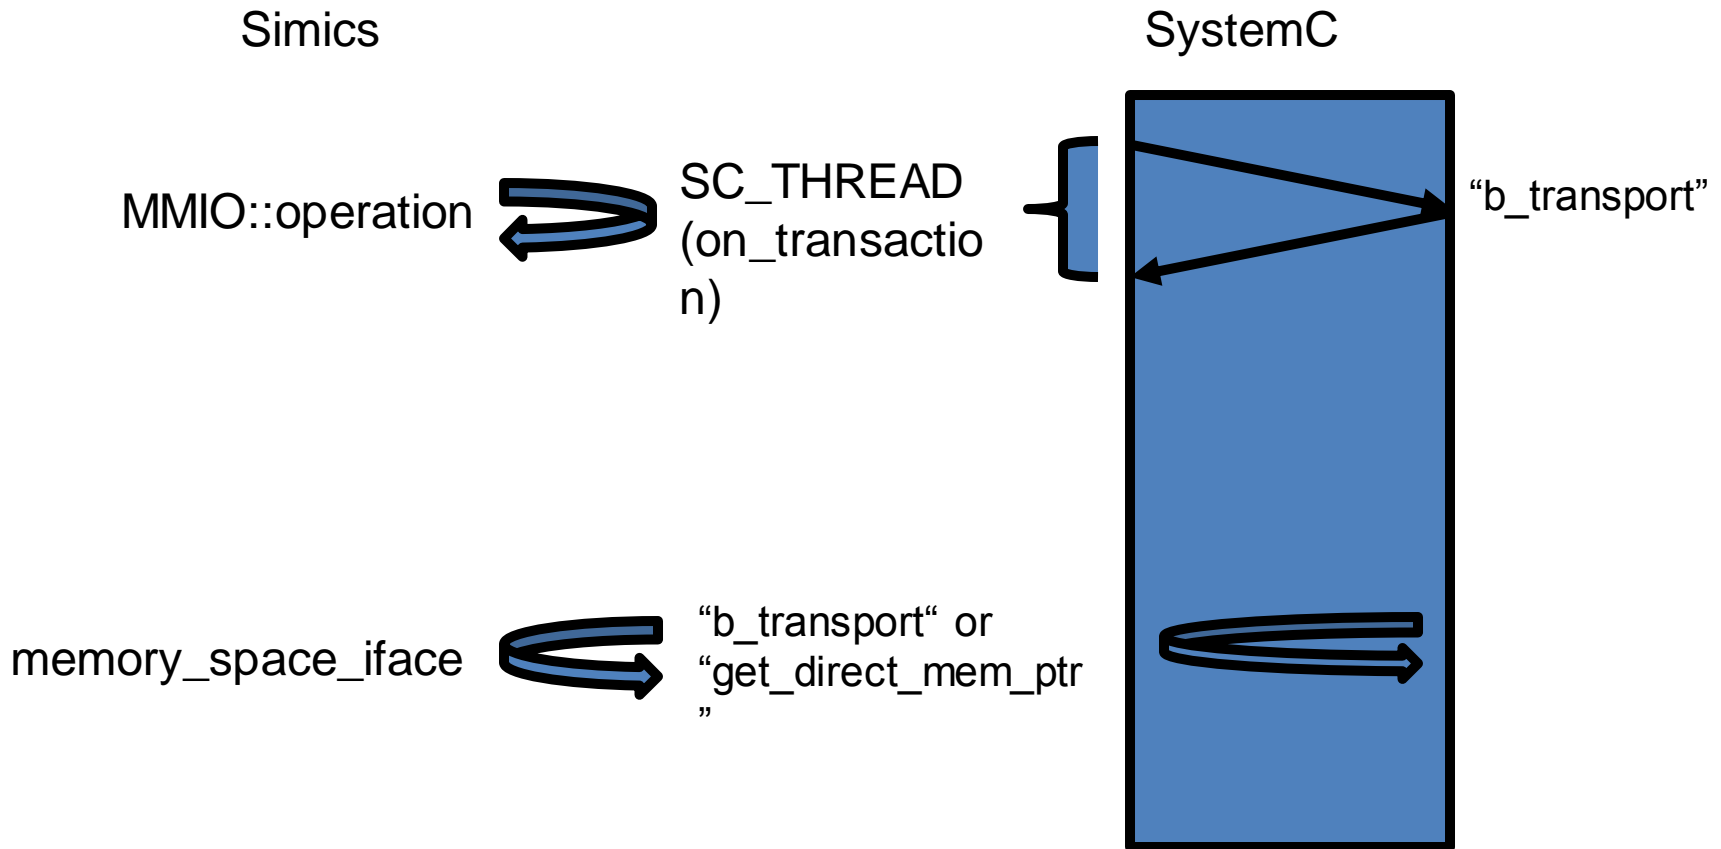 Simics
SystemC
MMIO::operation
SC_THREAD
(on_transactio
n)
“b_transport”
memory_space_iface
“b_transport“ or
“get_direct_mem_ptr
”